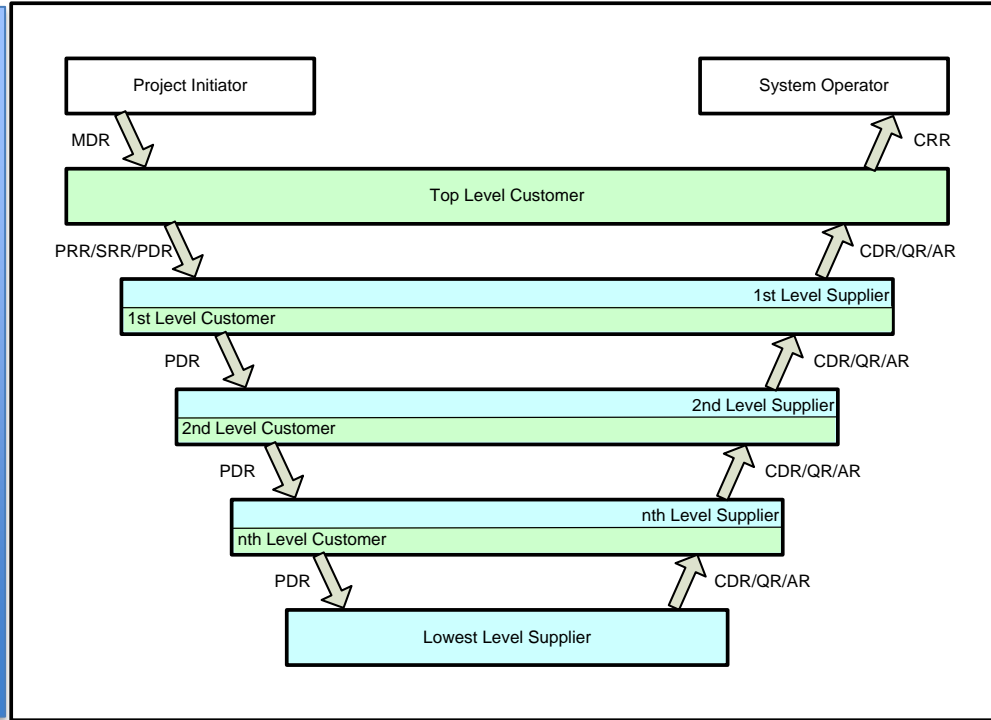 Project Initiator
System Operator
MDR
CRR
Top Level Customer
PRR/SRR/PDR
CDR/QR/AR
1st Level Supplier
1st Level Customer
PDR
CDR/QR/AR
2nd Level Supplier
2nd Level Customer
PDR
CDR/QR/AR
nth Level Supplier
nth Level Customer
PDR
CDR/QR/AR
Lowest Level Supplier